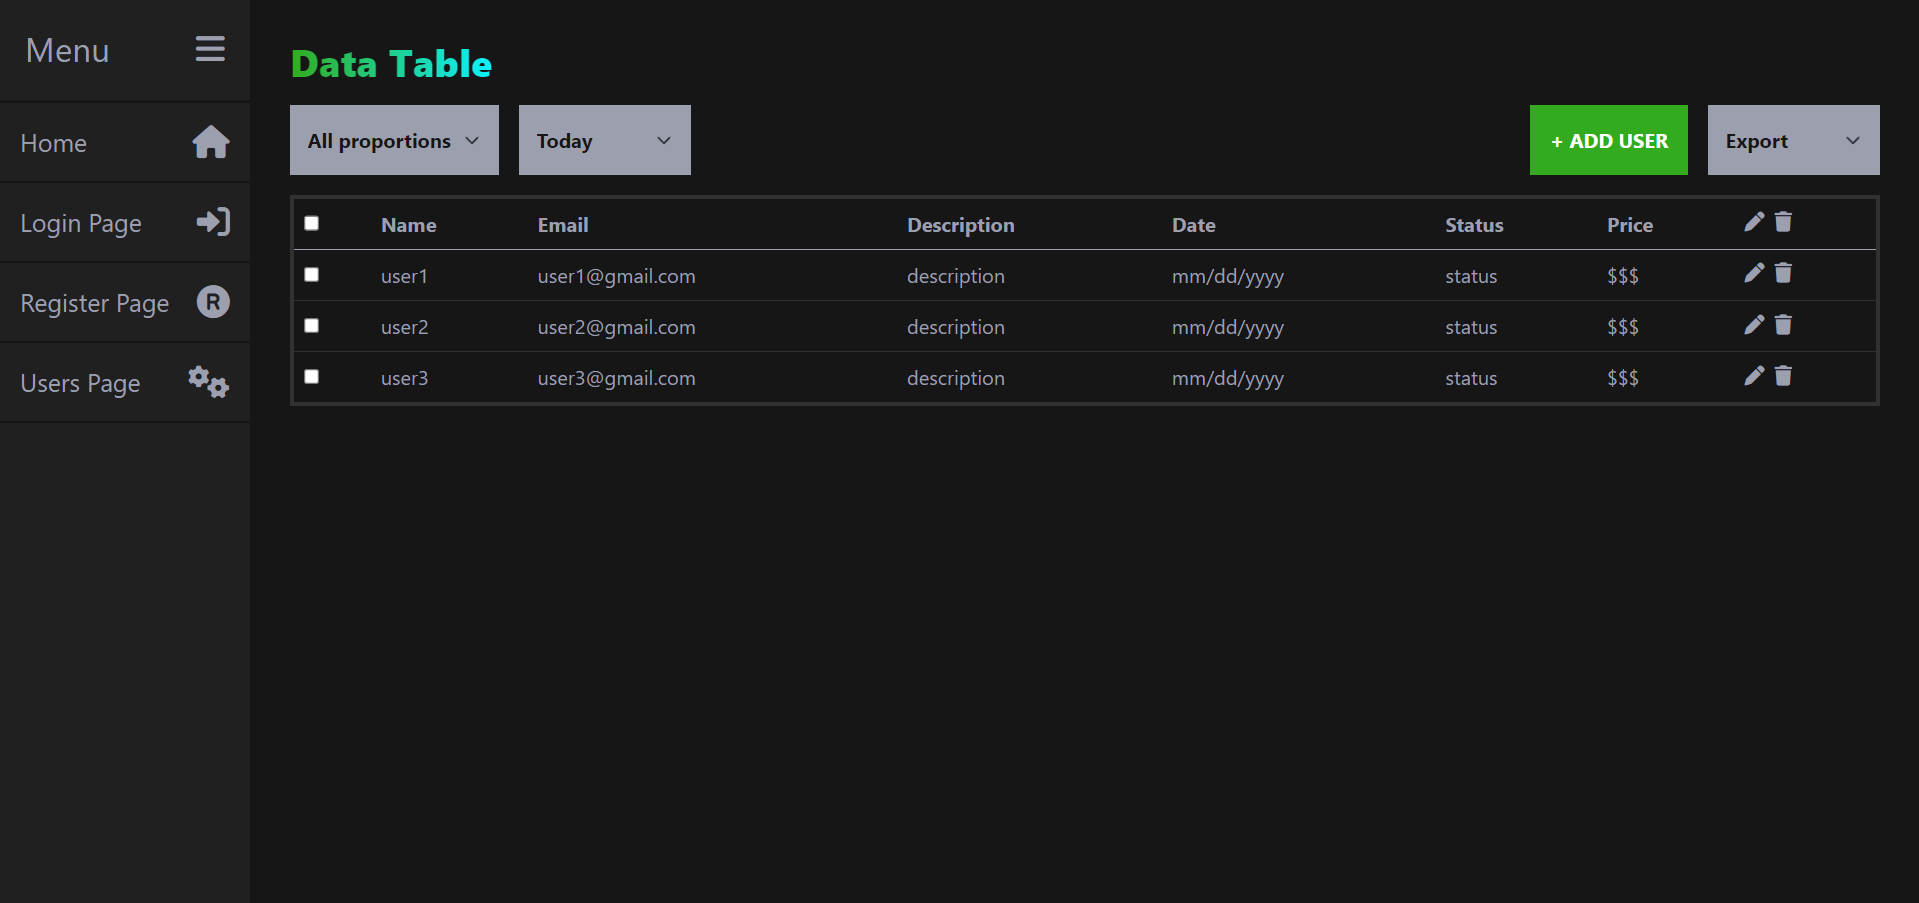 Menu
Home
Login Page
Register Page
Users Page
Data Table
All proportions Today + ADD USER Export
Name Email Description Date Status Price
user1 user1@gmail.com description mm/dd/yyyy status $$$
user2 user2@gmail.com description mm/dd/yyyy status $$$
user3 user3@gmail.com description mm/dd/yyyy status $$$